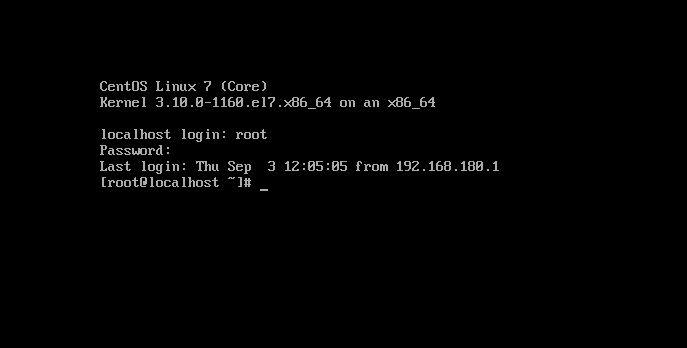 CentOS Linux 7 (Core)
Kernel 3.10.0-1160.el7.x86_64 on an x86_64
localhost login: root
Password:
Last login: Thu Sep  3 12:05:05 from 192.168.180.1
[root@localhost ~]# _